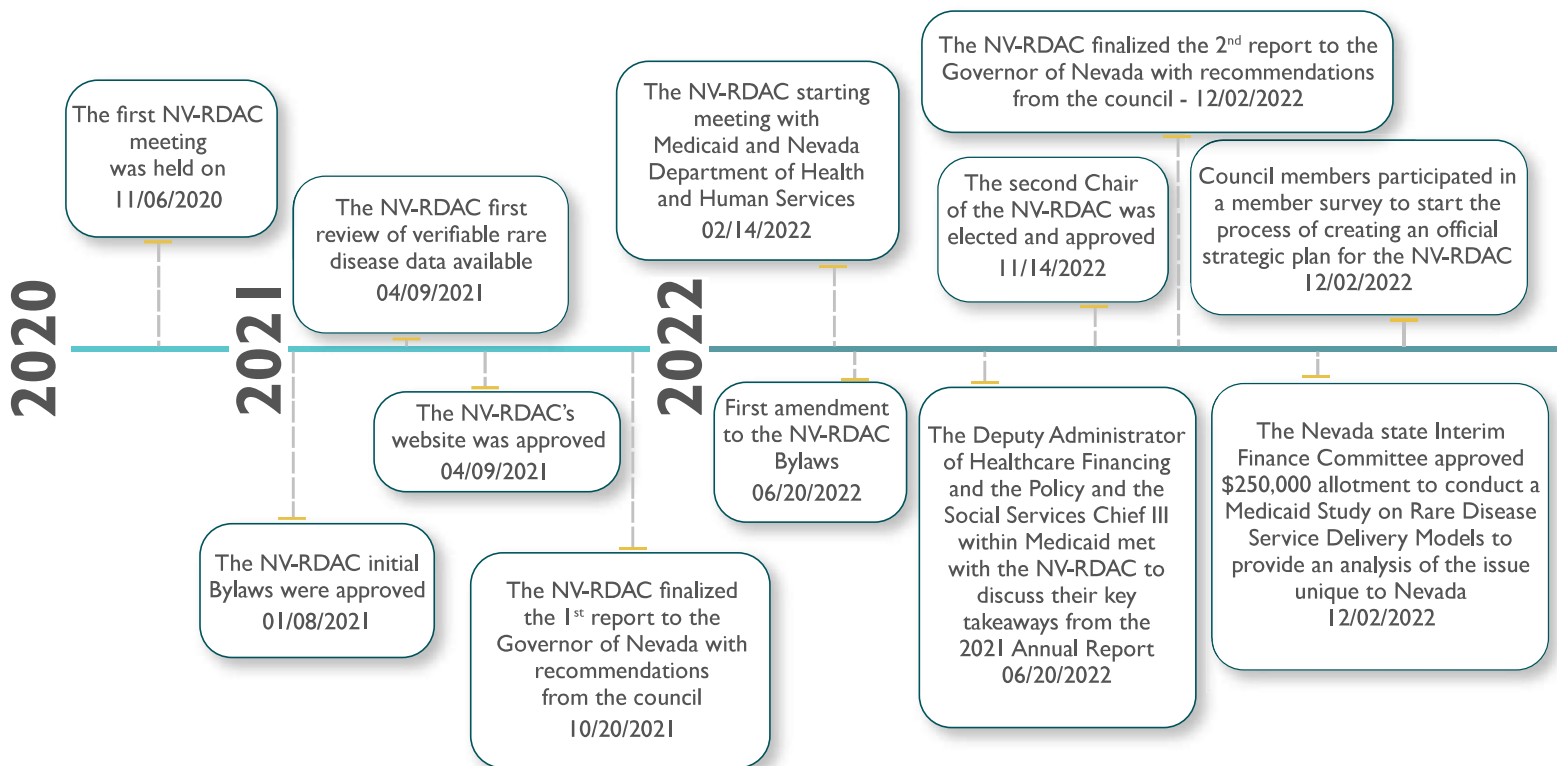 2020
The first NV-RDAC
meeting
was held on
11/06/2020
2021
The NV-RDAC initial
Bylaws were approved
01/08/2021
The NV-RDAC first
review of verifiable rare
disease data available
04/09/2021
The NV-RDAC's
website was approved
04/09/2021
The NV-RDAC finalized
the 1st report to the
Governor of Nevada with
recommendations
from the council
10/20/2021
2022
The NV-RDAC starting
meeting with
Medicaid and Nevada
Department of Health
and Human Services
02/14/2022
First amendment
to the NV-RDAC
Bylaws
06/20/2022
The Deputy Administrator
of Healthcare Financing
and the Policy and the
Social Services Chief III
within Medicaid met
with the NV-RDAC to
discuss their key
takeaways from the
2021 Annual Report
06/20/2022
The second Chair
of the NV-RDAC was
elected and approved
11/14/2022
The NV-RDAC finalized the 2nd report to the
Governor of Nevada with recommendations
from the council - 12/02/2022
The Nevada state Interim
Finance Committee approved
$250,000 allotment to conduct a
Medicaid Study on Rare Disease
Service Delivery Models to
provide an analysis of the issue
unique to Nevada
12/02/2022
Council members participated in
a member survey to start the
process of creating an official
strategic plan for the NV-RDAC
12/02/2022